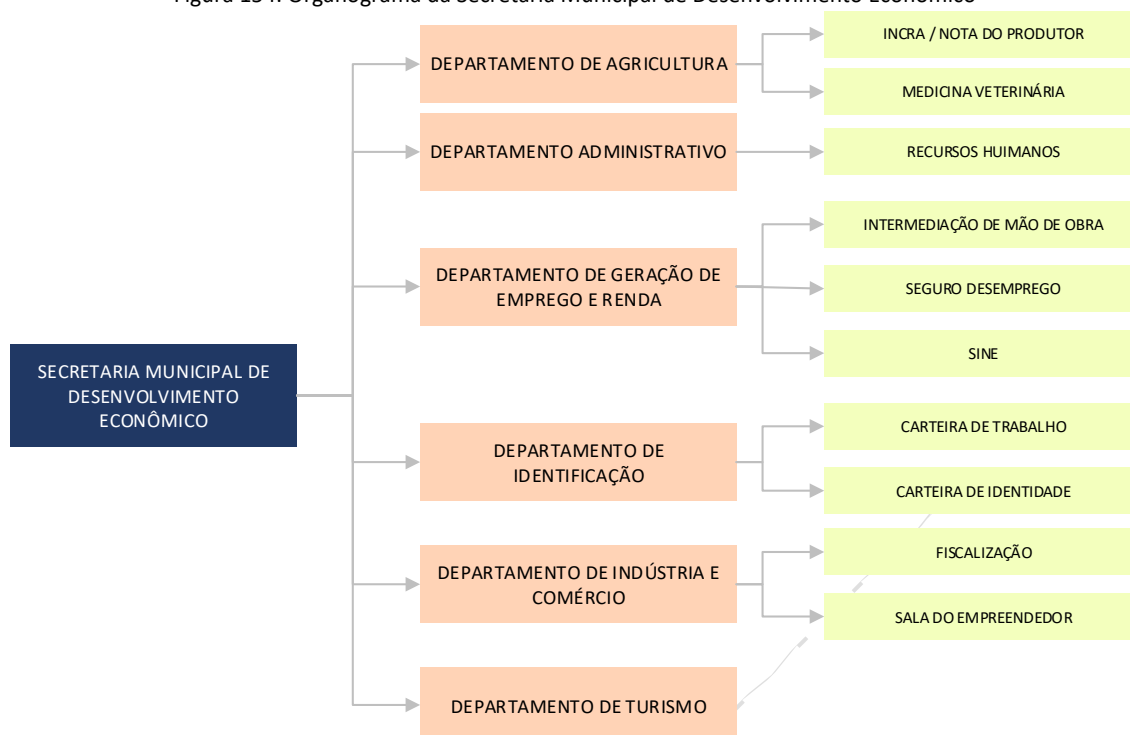 SECRETARIA MUNICIPAL DE
DESENVOLVIMENTO
ECONÔMICO
DEPARTAMENTO DE AGRICULTURA
INCRA / NOTA DO PRODUTOR
MEDICINA VETERINÁRIA
DEPARTAMENTO ADMINISTRATIVO
RECURSOS HUIMANOS
DEPARTAMENTO DE GERAÇÃO DE
EMPREGO E RENDA
INTERMEDIAÇÃO DE MÃO DE OBRA
SEGURO DESEMPREGO
SINE
DEPARTAMENTO DE
IDENTIFICAÇÃO
CARTEIRA DE TRABALHO
CARTEIRA DE IDENTIDADE
DEPARTAMENTO DE INDÚSTRIA E
COMÉRCIO
FISCALIZAÇÃO
SALA DO EMPREENDEDOR
DEPARTAMENTO DE TURISMO